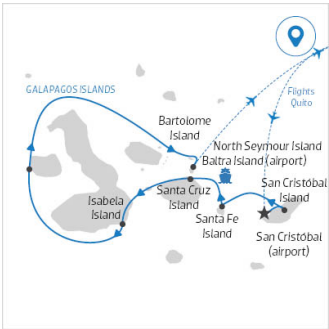 GALAPAGOS ISLANDS
Flights
Quito
Bartolome
Island
North Seymour Island
Baltra Island (airport)
San Cristóbal
Island
Santa Cruz
Island
Isabela
Island
Santa Fe
Island
San Cristóbal
(airport)